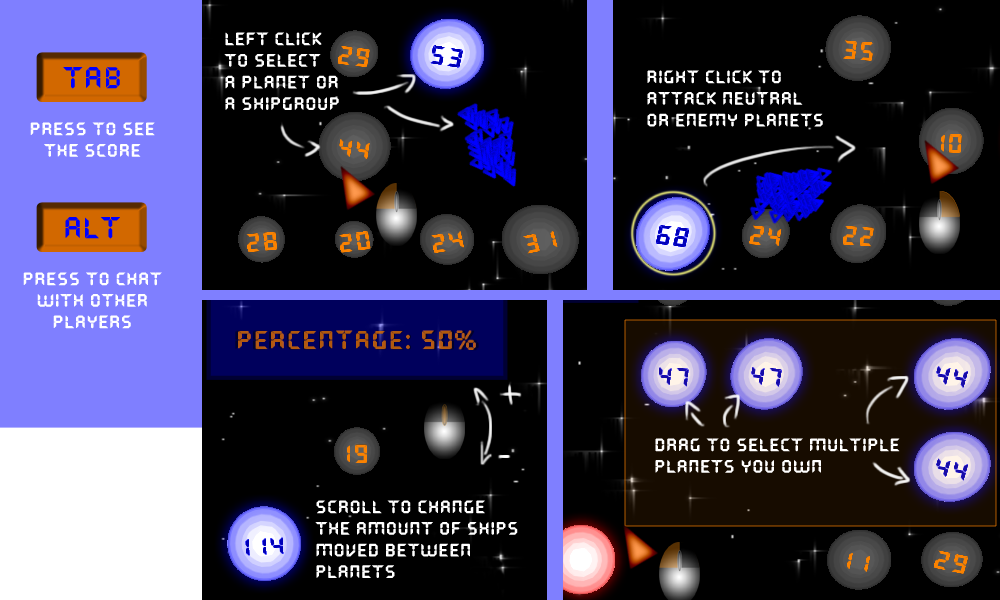 TAB
PRESS TO SEE
THE SCORE
ALT
PRESS TO CHAT
WITH OTHER
PLAYERS
LEFT CLICK
TO SELECT
A PLANET OR
A SHIPGROUP
29
53
44
28
20
24
31
RIGHT CLICK TO
ATTACK NEUTRAL
OR ENEMY PLANETS
35
10
68
24
22
PERCENTAGE: 50%
+
-
19
114
SCROLL TO CHANGE
THE AMOUNT OF SHIPS
MOVED BETWEEN
PLANETS
47
47
44
DRAG TO SELECT MULTIPLE
PLANETS YOU OWN
44
11
29